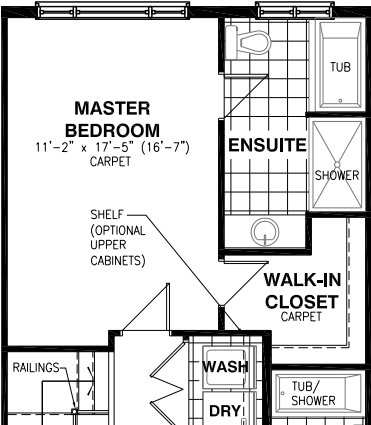 MASTER
BEDROOM
11'-2" x 17'-5" (16'-7")
CARPET
TUB
ENSUITE
SHOWER
SHELF
(OPTIONAL
UPPER
CABINETS)
WALK-IN
CLOSET
CARPET
RAILINGS
WASH
DRY
TUB/
SHOWER